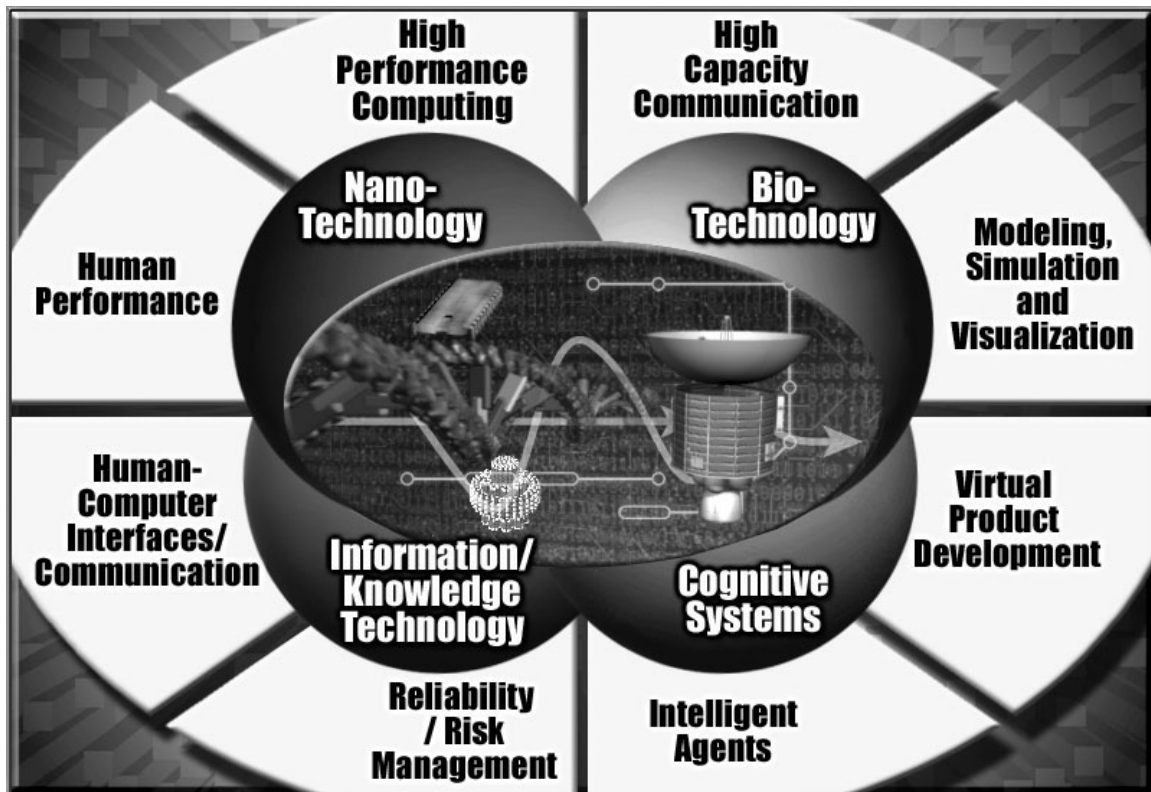 High
Performance
Computing
High
Capacity
Communication
Nano-
Technology
Bio-
Technology
Human
Performance
Modeling,
Simulation
and
Visualization
Human-
Computer
Interfaces/
Communication
Virtual
Product
Development
Information/
Knowledge
Technology
Cognitive
Systems
Reliability
/ Risk
Management
Intelligent
Agents